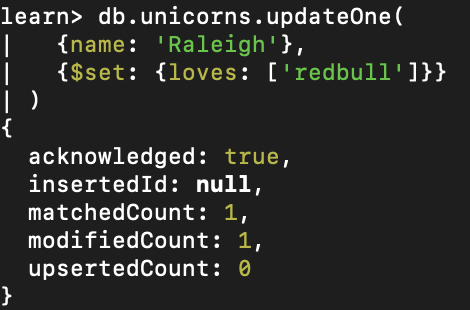 learn> db.unicorns.updateOne(
|   {name: 'Raleigh'},
|   {$set: {loves: ['redbull']}}
| )
{
  acknowledged: true,
  insertedId: null,
  matchedCount: 1,
  modifiedCount: 1,
  upsertedCount: 0
}